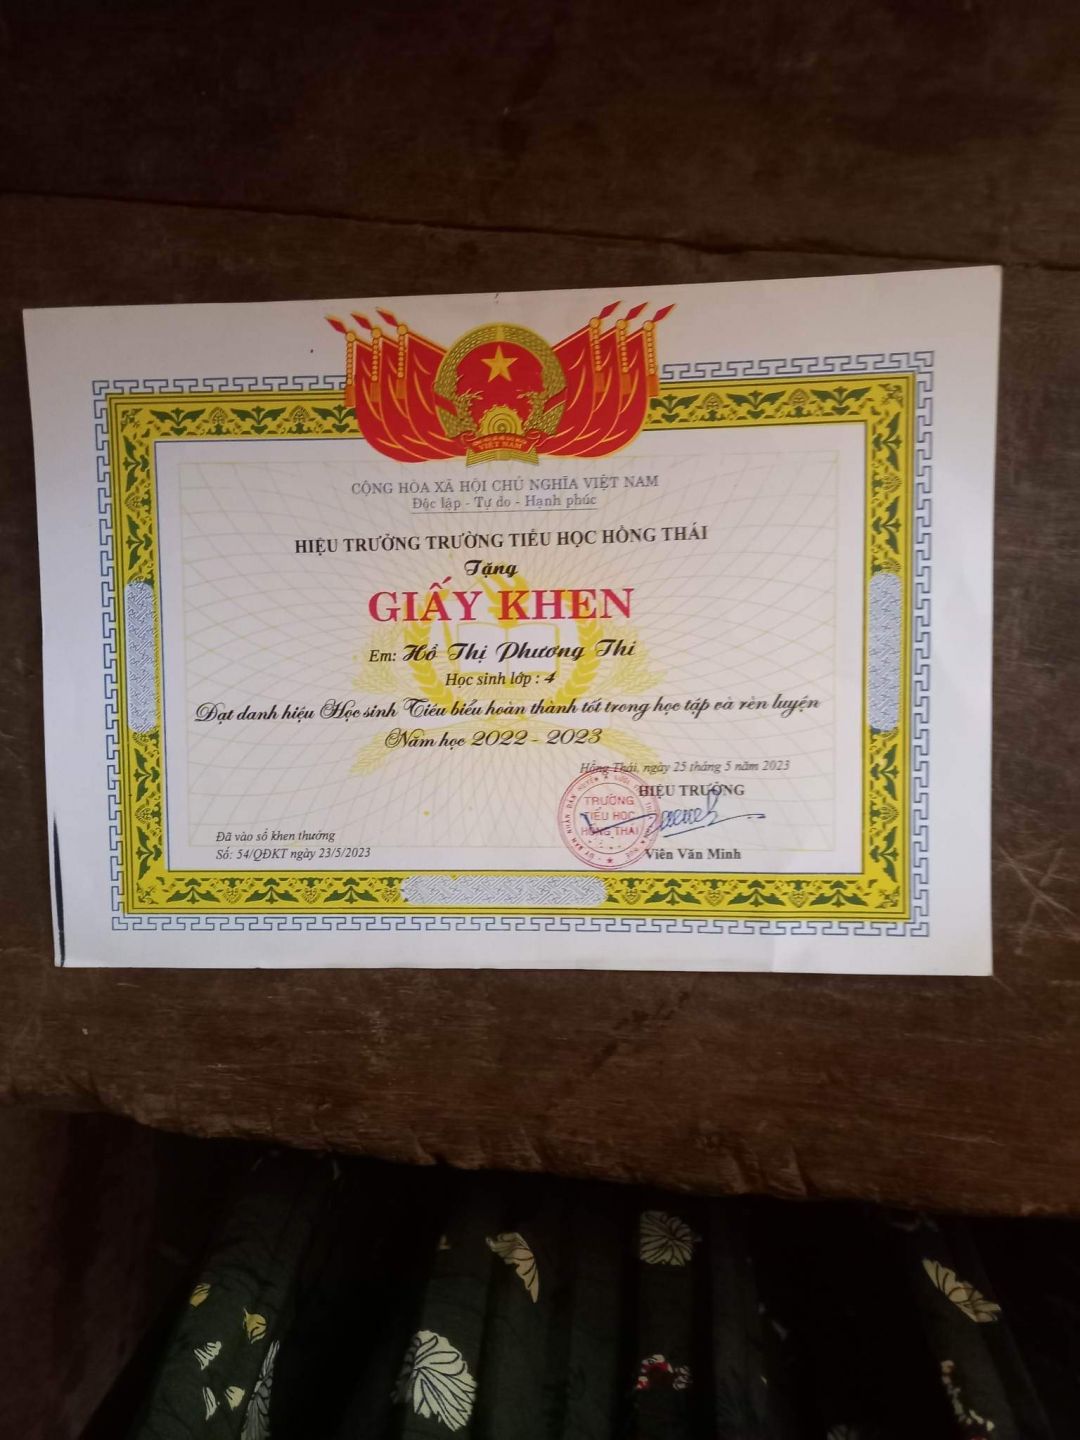 VIỆT NAM
CỘNG HÒA XÃ HỘI CHỦ NGHĨA VIỆT NAM
Độc lập - Tự do - Hạnh phúc
HIỆU TRƯỞNG TRƯỜNG TIỂU HỌC HỒNG THÁI
Tặng
GIẤY KHEN
Em: Hồ Thị Phương Thi
Học sinh lớp : 4
Đạt danh hiệu Học sinh Tiêu biểu hoàn thành tốt trong học tập và rèn luyện
Năm học 2022 - 2023
Hồng Thái, ngày 25 tháng 5 năm 2023
HIỆU TRƯỞNG
TRƯỜNG
TIỂU HỌC
HỒNG THÁI
Viên Văn Minh
Đã vào sổ khen thưởng
Số: 54/QĐKT ngày 23/5/2023